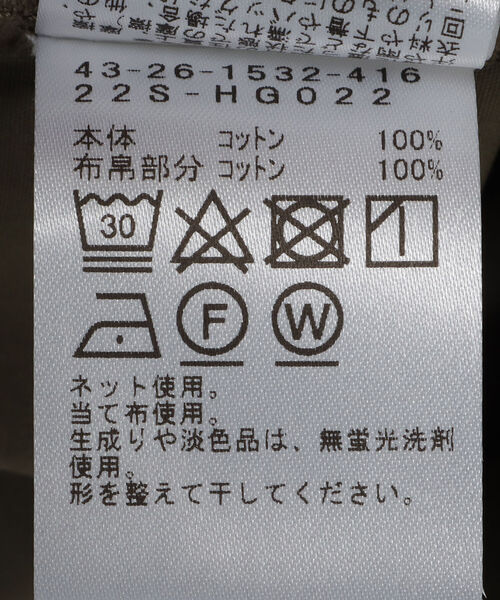 43-26-1532-416
22S-HG022
本体 コットン 100%
布帛部分 コットン 100%
30
F
W
ネット使用。
当て布使用。
生成りや淡色品は、無蛍光洗剤
使用。
形を整えて干してください。